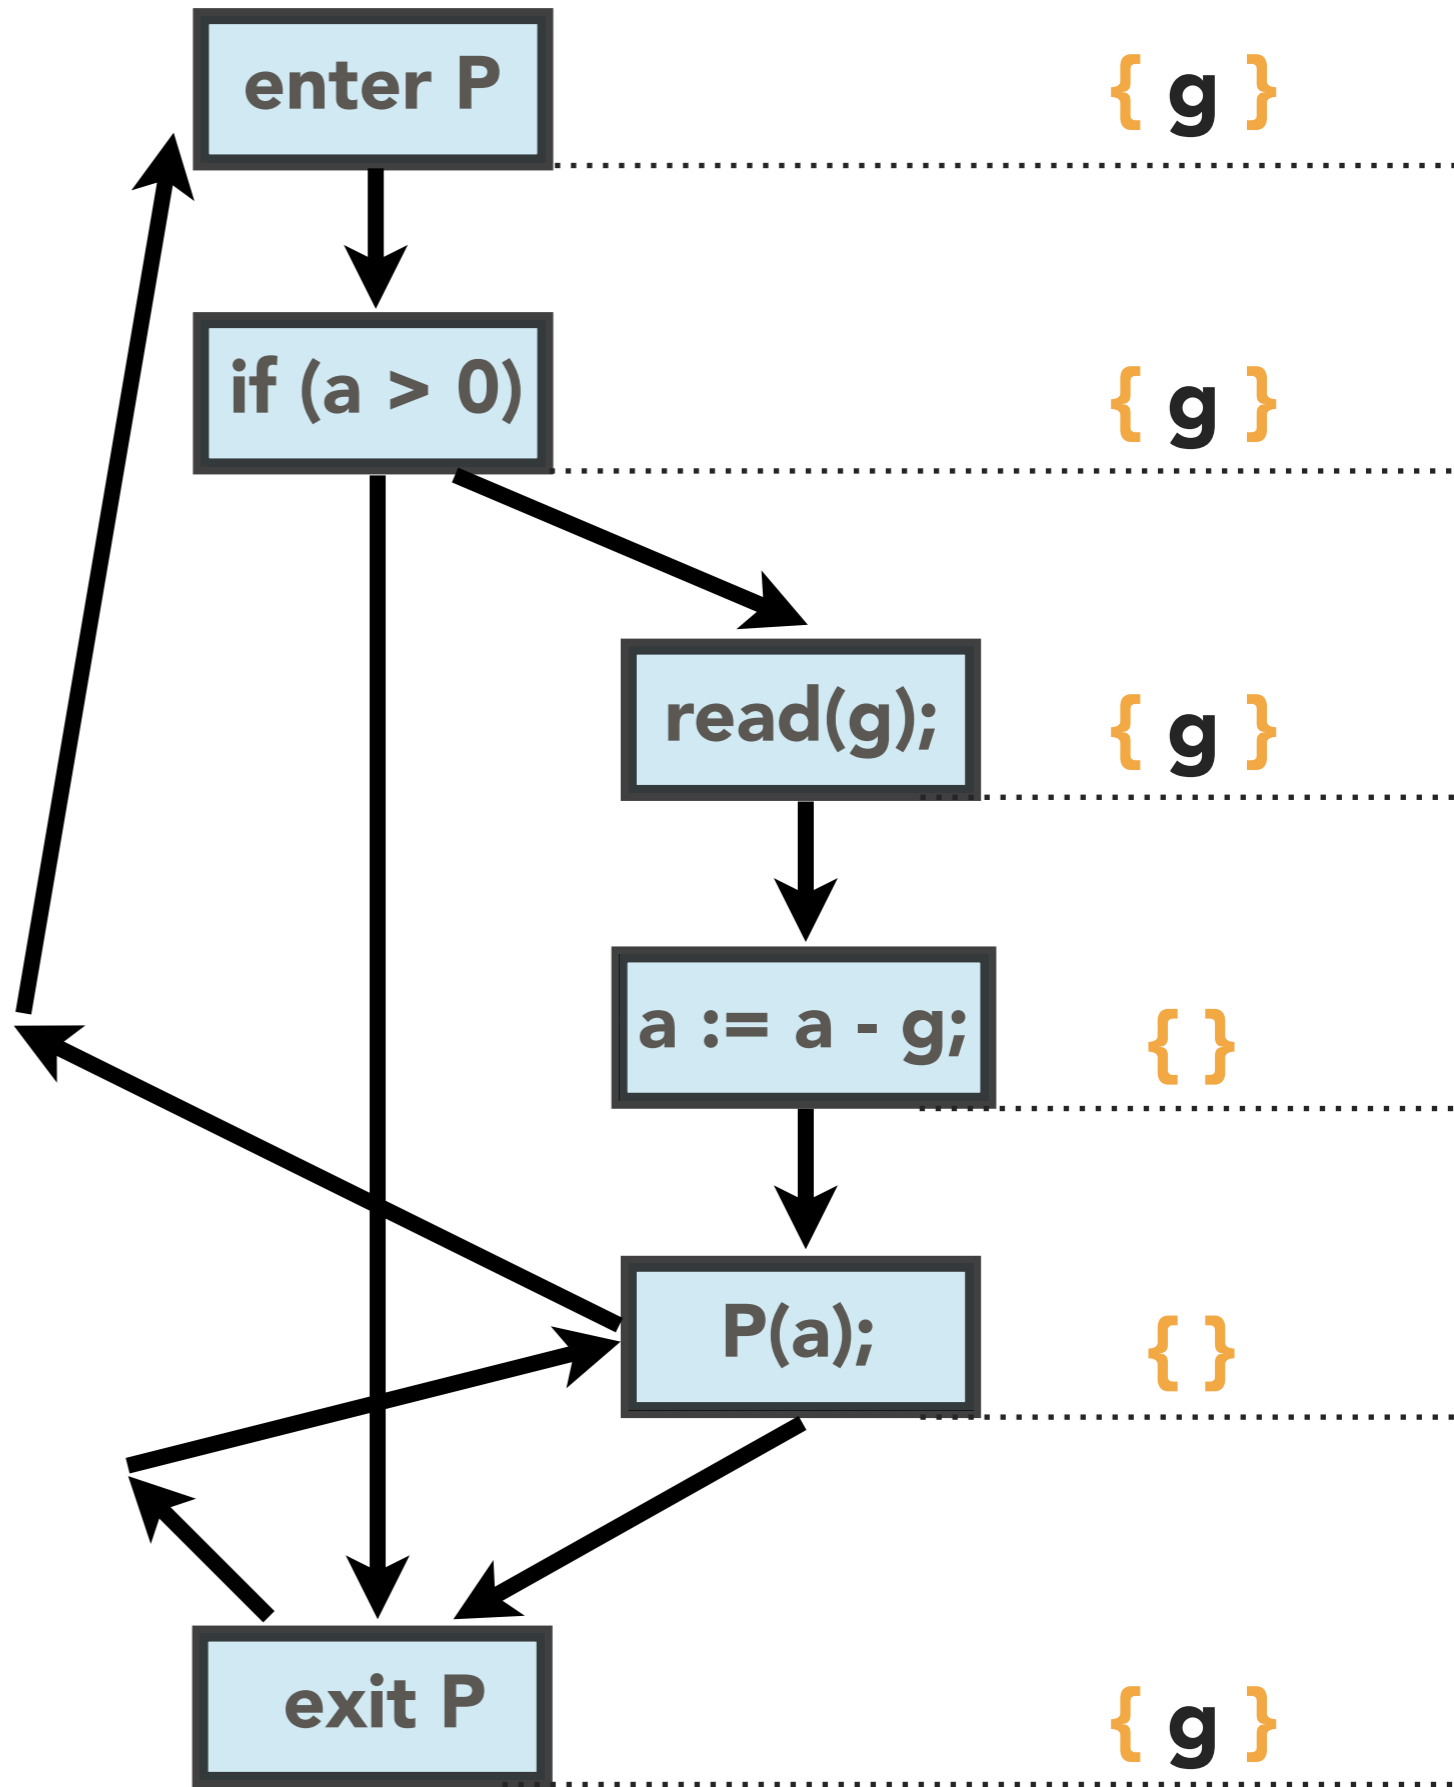 enter P { g }
if (a > 0) { g }
read(g); { g }
a := a - g; { }
P(a); { }
exit P { g }